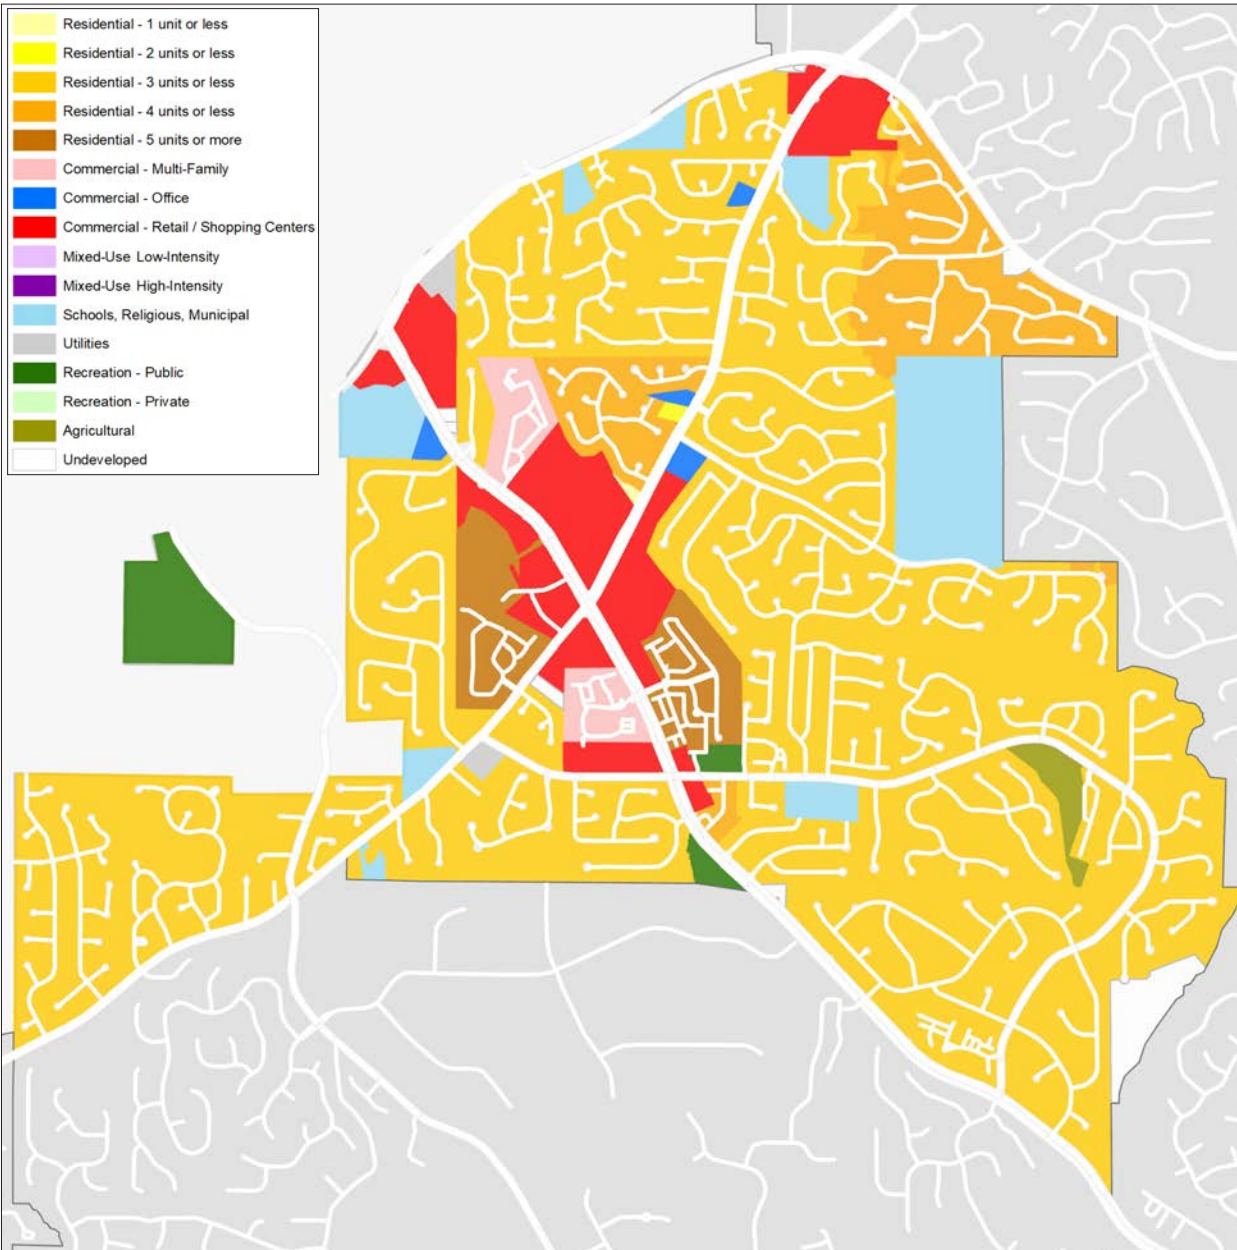 Residential - 1 unit or less
Residential - 2 units or less
Residential - 3 units or less
Residential - 4 units or less
Residential - 5 units or more
Commercial - Multi-Family
Commercial - Office
Commercial - Retail / Shopping Centers
Mixed-Use Low-Intensity
Mixed-Use High-Intensity
Schools, Religious, Municipal
Utilities
Recreation - Public
Recreation - Private
Agricultural
Undeveloped